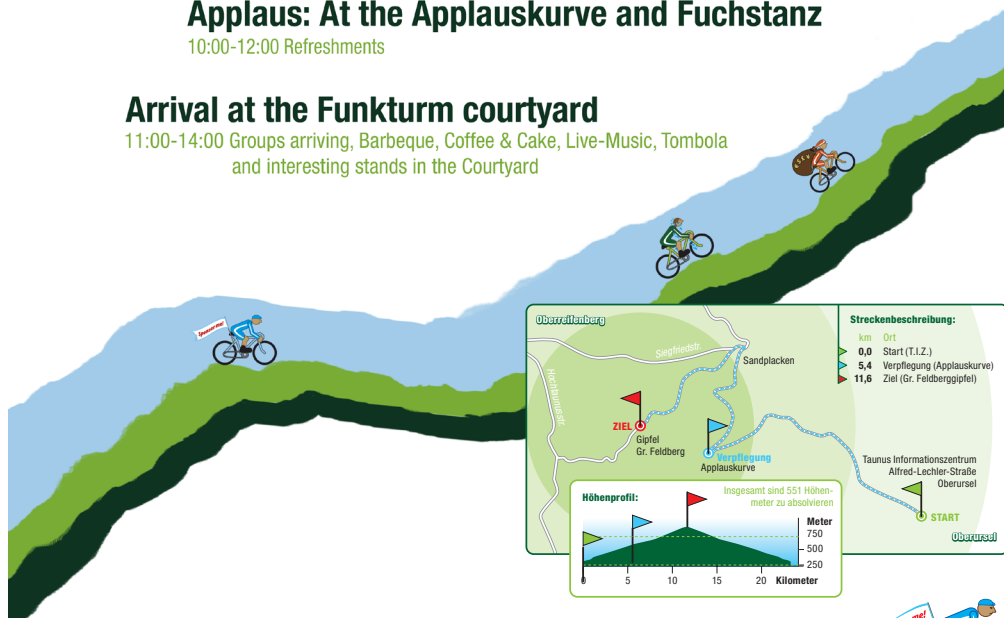 Applaus: At the Applauskurve and Fuchstanz
10:00-12:00 Refreshments
Arrival at the Funkturm courtyard
11:00-14:00 Groups arriving, Barbeque, Coffee & Cake, Live-Music, Tombola
and interesting stands in the Courtyard
Sponsor me!
Oberreifenberg
Siegfriedstr.
Sandplacken
Hochtaunusstr.
ZIEL
Gipfel
Gr. Feldberg
Verpflegung
Applauskurve
Streckenbeschreibung:
km Ort
0,0 Start (T.I.Z.)
5,4 Verpflegung (Applauskurve)
11,6 Ziel (Gr. Feldberggipfel)
Taunus Informationszentrum
Alfred-Lechler-Straße
Oberursel
START
Oberursel
Höhenprofil:
Insgesamt sind 551 Höhen-
meter zu absolvieren
Meter
750
500
250
0 5 10 15 20 Kilometer
me!